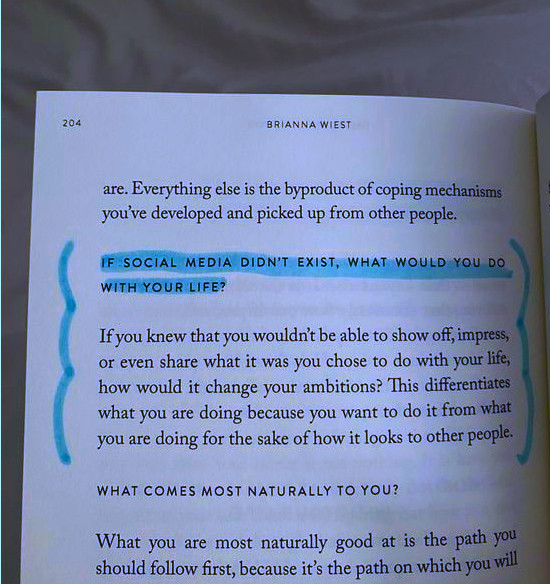 204
BRIANNA WIEST
are. Everything else is the byproduct of coping mechanisms
you've developed and picked up from other people.
IF SOCIAL MEDIA DIDN'T EXIST, WHAT WOULD YOU DO
WITH YOUR LIFE?
If you knew that you wouldn't be able to show off, impress,
or even share what it was you chose to do with your life,
how would it change your ambitions? This differentiates
what you are doing because you want to do it from what
you are doing for the sake of how it looks to other people.
WHAT COMES MOST NATURALLY TO YOU?
What you are most naturally good at is the path you
should follow first, because it's the path on which you will